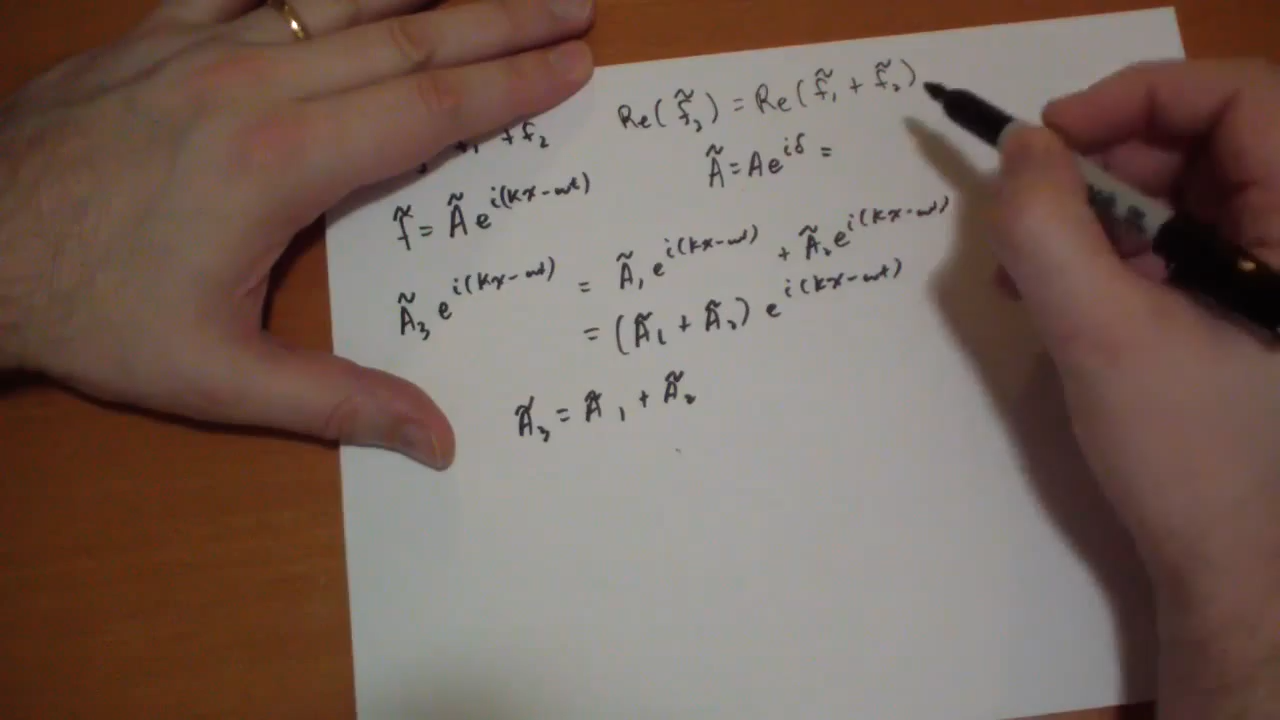 f₁ + f₂
Re(f̃₃) = Re(f̃₁ + f̃₂)
Ã = Ae^{iδ} =
f̃ = Ãe^{i(kx-ωt)}
Ã₃e^{i(kx-ωt)} = Ã₁e^{i(kx-ωt)} + Ã₂e^{i(kx-ωt)}
= (Ã₁ + Ã₂) e^{i(kx-ωt)}
Ã₃ = Ã₁ + Ã₂